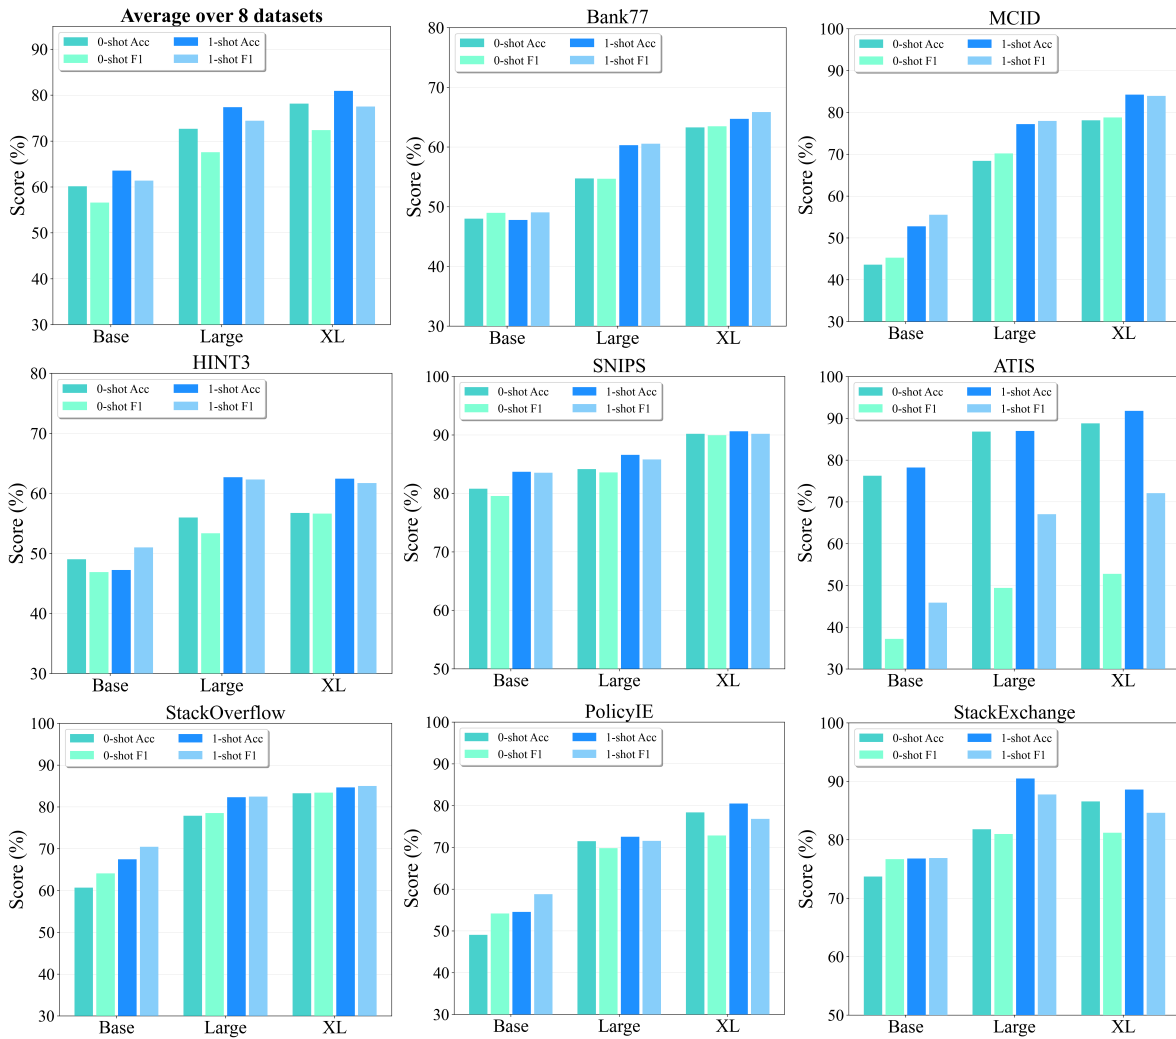 Average over 8 datasets
0-shot Acc 1-shot Acc
0-shot F1 1-shot F1
Score (%)
90
80
70
60
50
40
30
Base Large XL
Bank77
0-shot Acc 1-shot Acc
0-shot F1 1-shot F1
Score (%)
80
70
60
50
40
30
Base Large XL
MCID
0-shot Acc 1-shot Acc
0-shot F1 1-shot F1
Score (%)
100
90
80
70
60
50
40
30
Base Large XL
HINT3
0-shot Acc 1-shot Acc
0-shot F1 1-shot F1
Score (%)
80
70
60
50
40
30
Base Large XL
SNIPS
0-shot Acc 1-shot Acc
0-shot F1 1-shot F1
Score (%)
100
90
80
70
60
50
Base Large XL
ATIS
0-shot Acc 1-shot Acc
0-shot F1 1-shot F1
Score (%)
100
90
80
70
60
50
40
30
Base Large XL
StackOverflow
0-shot Acc 1-shot Acc
0-shot F1 1-shot F1
Score (%)
100
90
80
70
60
50
40
30
Base Large XL
PolicyIE
0-shot Acc 1-shot Acc
0-shot F1 1-shot F1
Score (%)
100
90
80
70
60
50
40
30
Base Large XL
StackExchange
0-shot Acc 1-shot Acc
0-shot F1 1-shot F1
Score (%)
100
90
80
70
60
50
Base Large XL